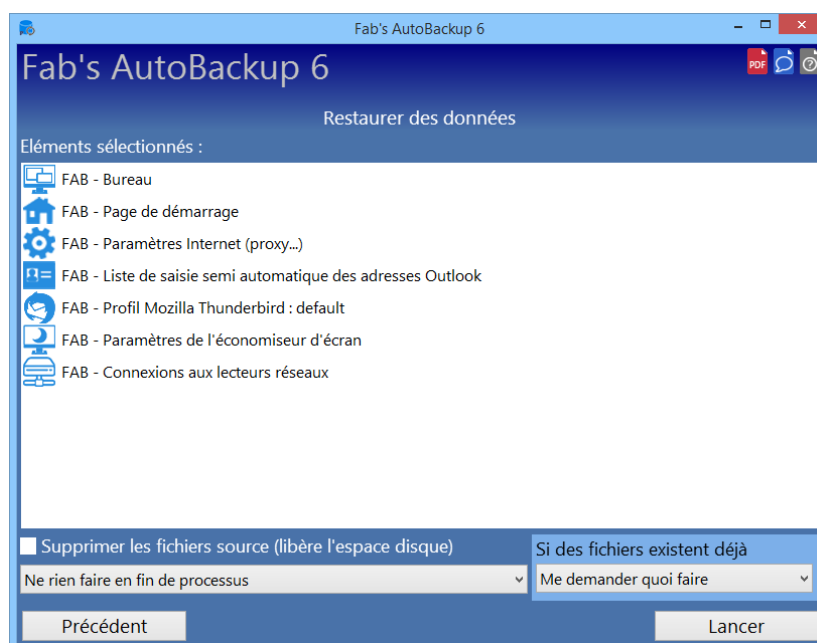 Fab's AutoBackup 6
Fab's AutoBackup 6
PDF
?
Restaurer des données
Eléments sélectionnés :
FAB - Bureau
FAB - Page de démarrage
FAB - Paramètres Internet (proxy...)
FAB - Liste de saisie semi automatique des adresses Outlook
FAB - Profil Mozilla Thunderbird : default
FAB - Paramètres de l'économiseur d'écran
FAB - Connexions aux lecteurs réseaux
Supprimer les fichiers source (libère l'espace disque)
Si des fichiers existent déjà
Ne rien faire en fin de processus
Me demander quoi faire
Précédent
Lancer